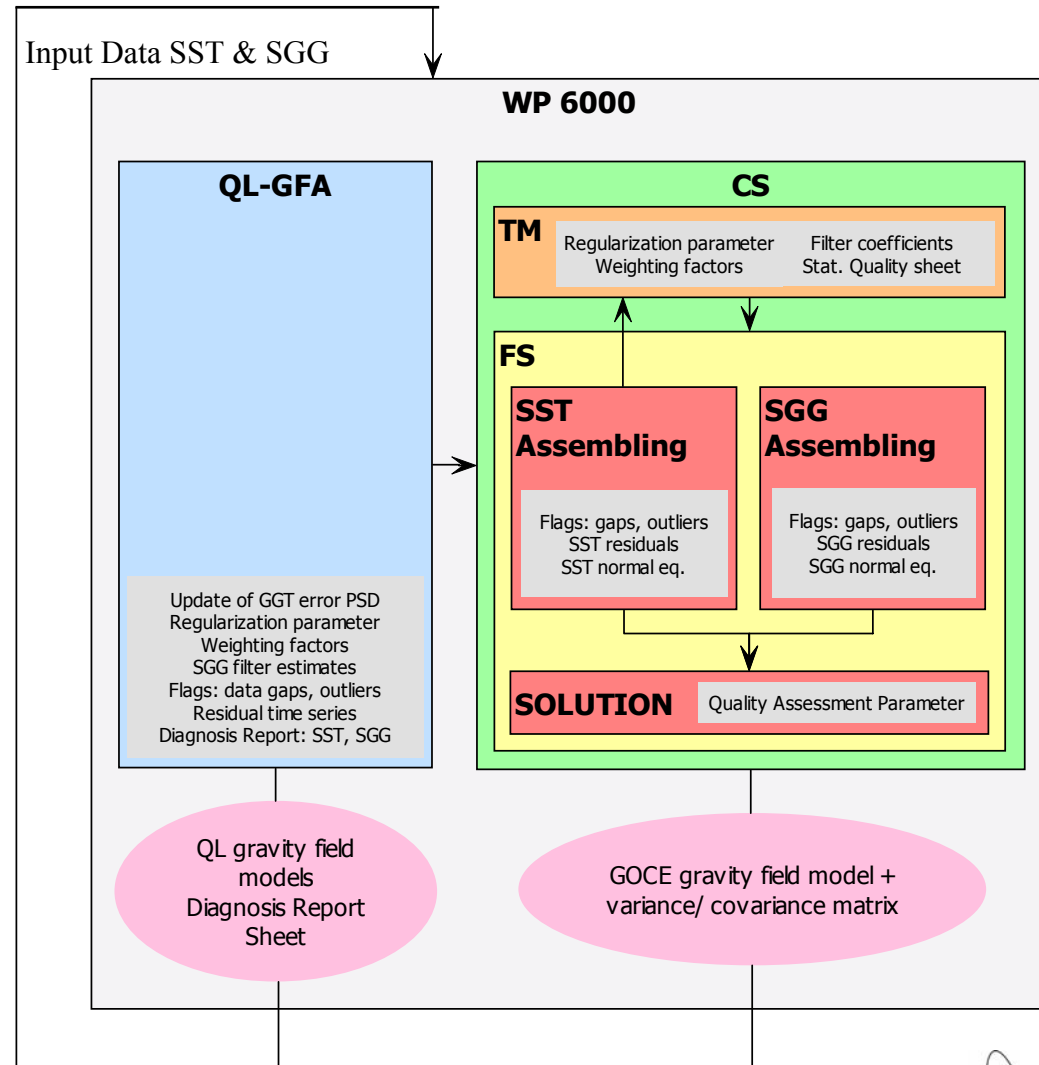 Input Data SST & SGG
WP 6000
QL-GFA
Update of GGT error PSD
Regularization parameter
Weighting factors
SGG filter estimates
Flags: data gaps, outliers
Residual time series
Diagnosis Report: SST, SGG
CS
TM
Regularization parameter
Weighting factors
Filter coefficients
Stat. Quality sheet
FS
SST
Assembling
Flags: gaps, outliers
SST residuals
SST normal eq.
SGG
Assembling
Flags: gaps, outliers
SGG residuals
SGG normal eq.
SOLUTION
Quality Assessment Parameter
QL gravity field
models
Diagnosis Report
Sheet
GOCE gravity field model +
variance/ covariance matrix